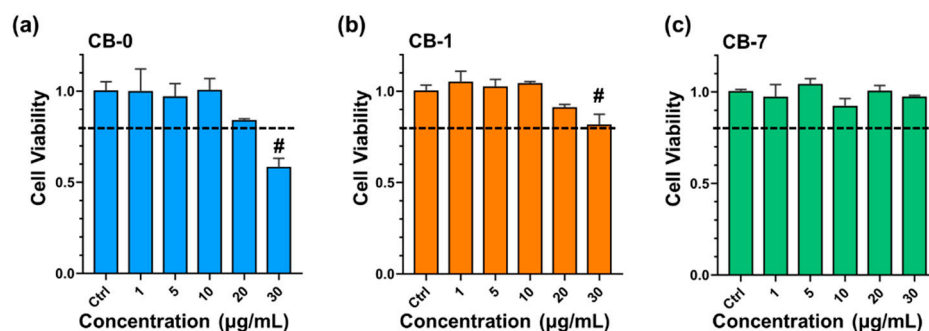 (a)
CB-0
Cell Viability
1.0
0.5
0.0
#
Ctrl
1
5
10
20
30
Concentration (µg/mL)
(b)
CB-1
Cell Viability
1.0
0.5
0.0
#
Ctrl
1
5
10
20
30
Concentration (µg/mL)
(c)
CB-7
Cell Viability
1.0
0.5
0.0
Ctrl
1
5
10
20
30
Concentration (µg/mL)